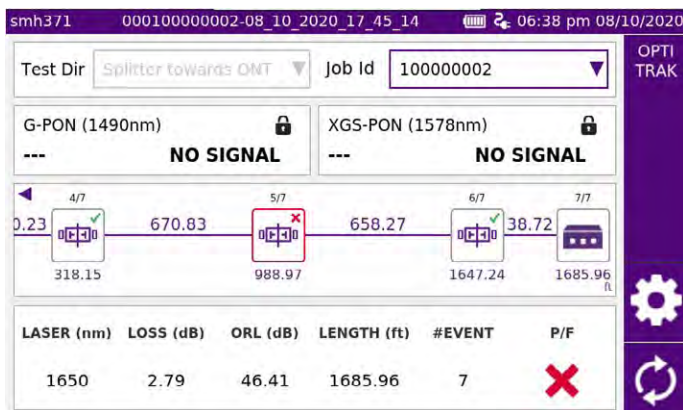 smh371 000100000002-08_10_2020_17_45_14 06:38 pm 08/10/2020
OPTI TRAK
Test Dir Splitter towards ONT Job Id 100000002
G-PON (1490nm) XGS-PON (1578nm)
--- NO SIGNAL --- NO SIGNAL
4/7 5/7 6/7 7/7
0.23 670.83 658.27 38.72
318.15 988.97 1647.24 1685.96
ft
LASER (nm) LOSS (dB) ORL (dB) LENGTH (ft) #EVENT P/F
1650 2.79 46.41 1685.96 7